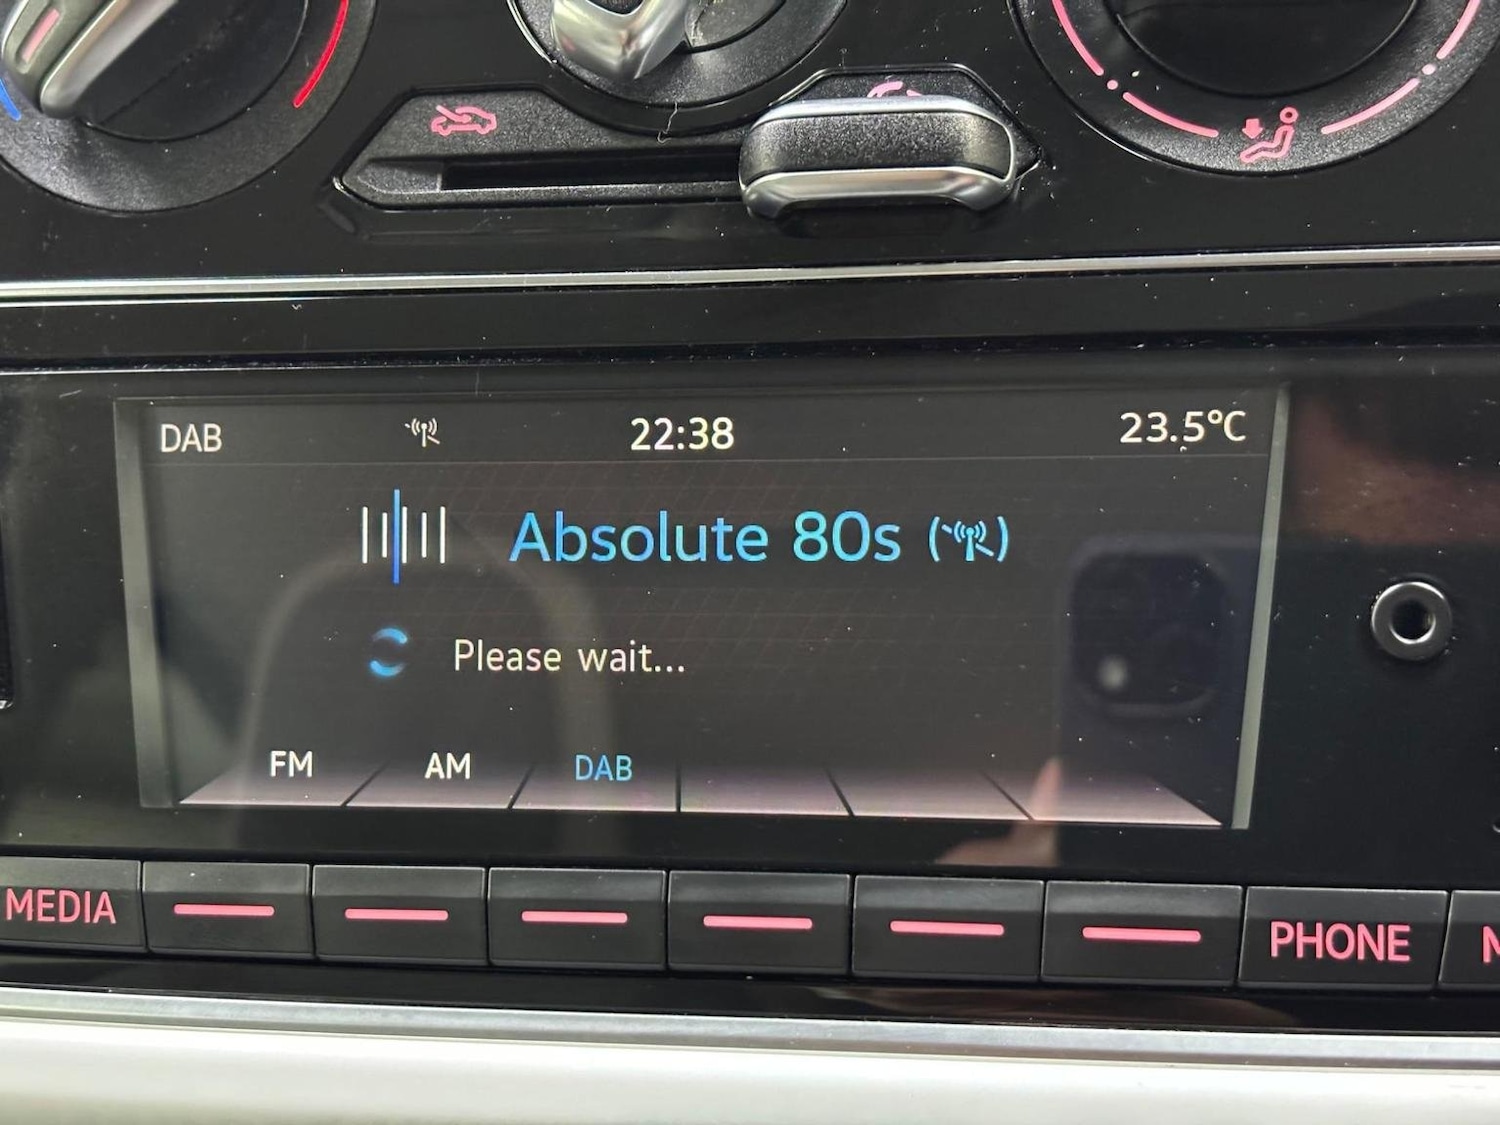 DAB 22:38 23.5°C
Absolute 80s
Please wait...
FM AM DAB
MEDIA PHONE